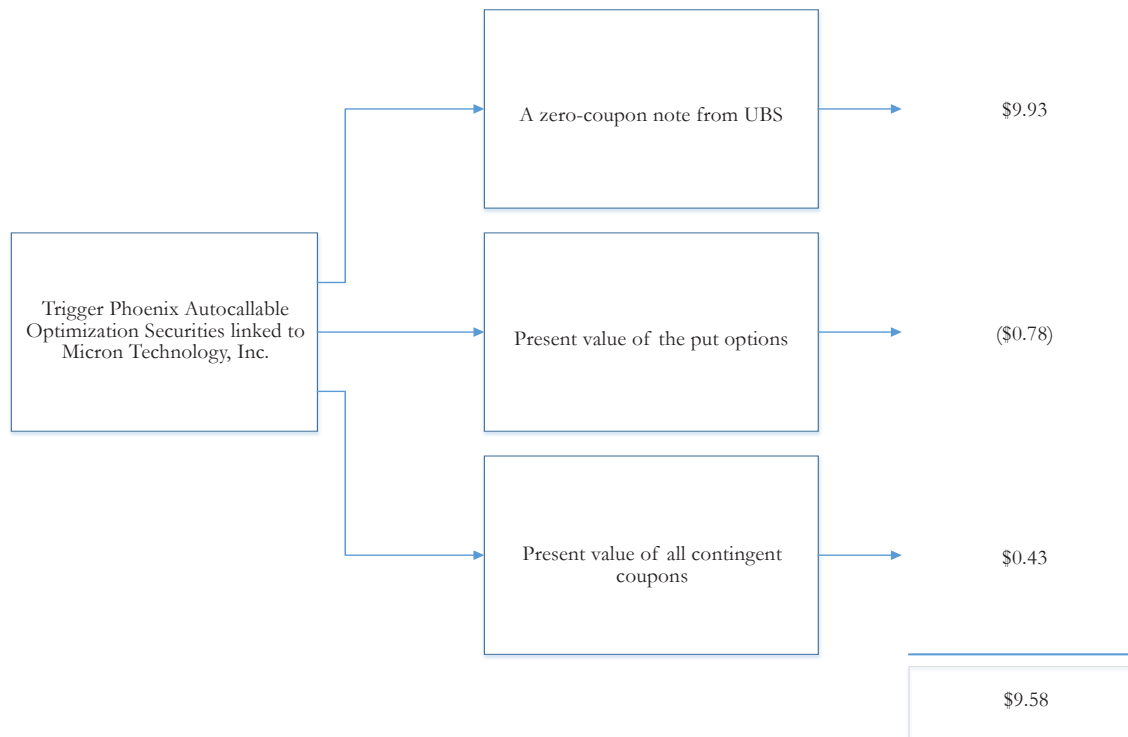 A zero-coupon note from UBS
$9.93
Trigger Phoenix Autocallable
Optimization Securities linked to
Micron Technology, Inc.
Present value of the put options
($0.78)
Present value of all contingent
coupons
$0.43
$9.58